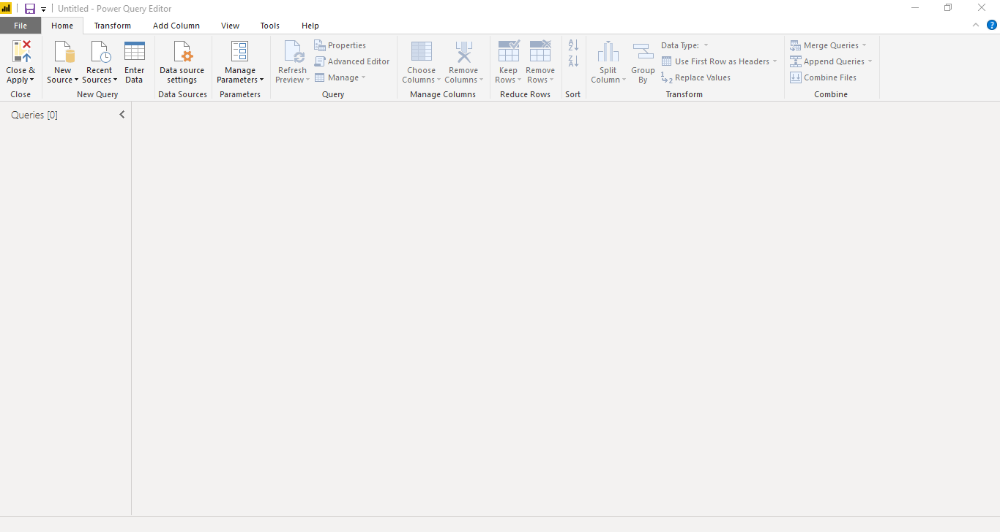 Untitled - Power Query Editor
File Home Transform Add Column View Tools Help
Close & Apply
New Source
Recent Sources
Enter Data
Data source settings
Manage Parameters
Refresh Preview
Properties
Advanced Editor
Manage
Choose Columns
Remove Columns
Keep Rows
Remove Rows
A
Z
Z
A
Split Column
Group By
Data Type:
Use First Row as Headers
1 2 Replace Values
Merge Queries
Append Queries
Combine Files
Close New Query Data Sources Parameters Query Manage Columns Reduce Rows Sort Transform Combine
Queries [0]